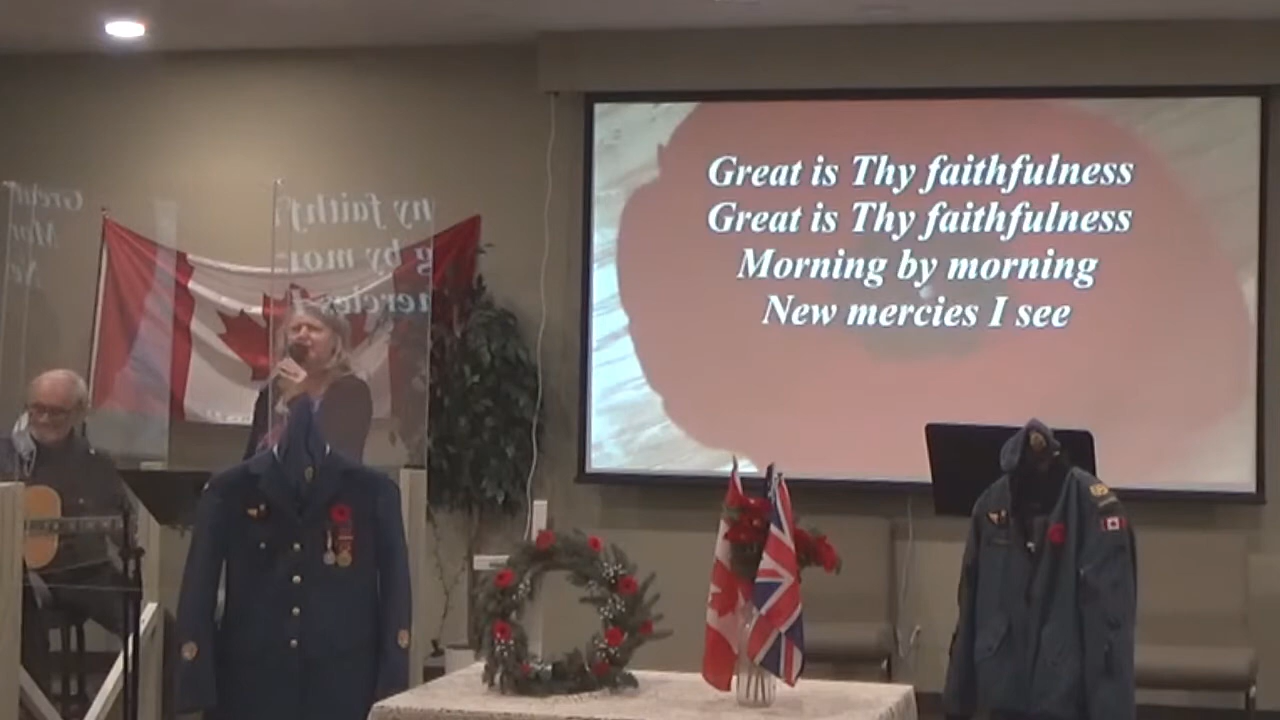 Great is Thy faithfulness
Great is Thy faithfulness
Morning by morning
New mercies I see